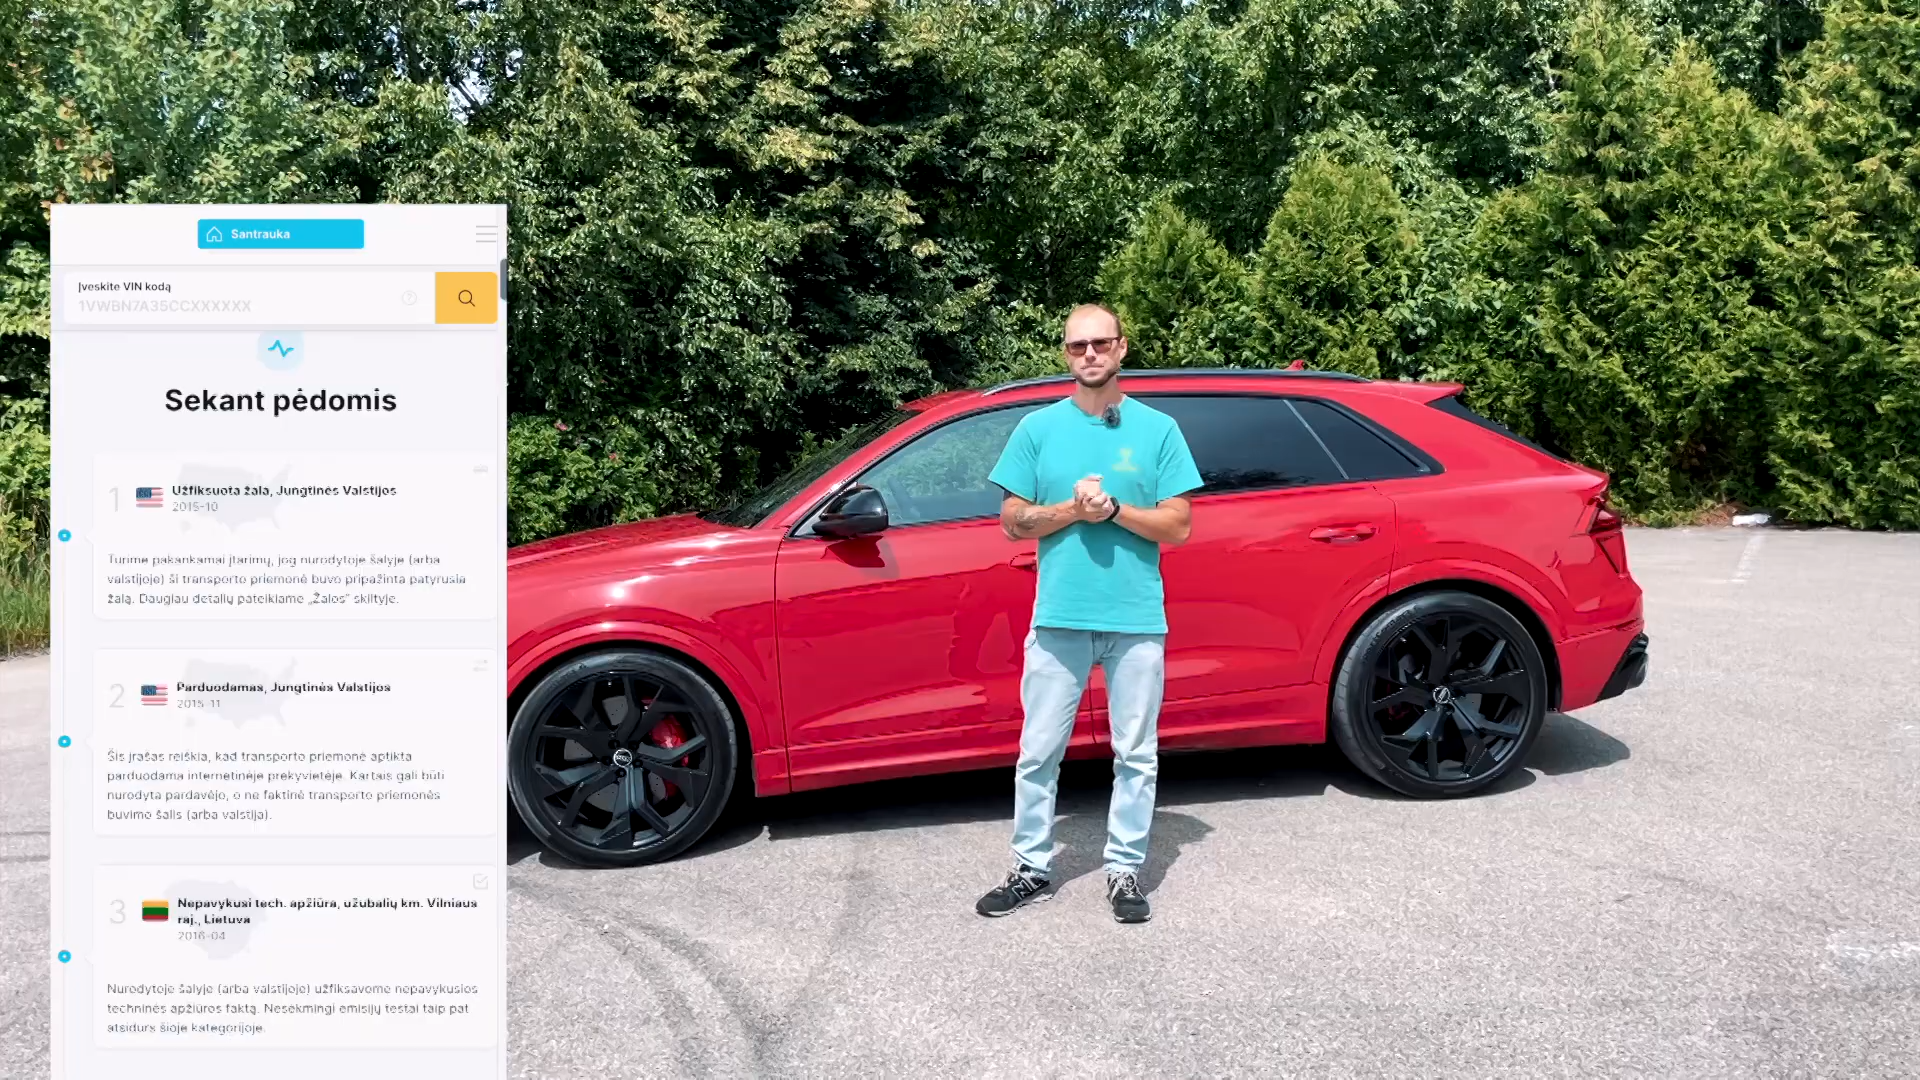 Santrauka
Įveskite VIN kodą
1VWBN7A35CCXXXXXX
Sekant pėdomis
1
Užfiksuota žala, Jungtinės Valstijos
2015-10
Turime pakankamai įtarimų, jog nurodytoje šalyje (arba
valstijoje) ši transporto priemonė buvo pripažinta patyrusia
žalą. Daugiau detalių pateikiame „Žalos“ skiltyje.
2
Parduodamas, Jungtinės Valstijos
2015-11
Šis įrašas reiškia, kad transporto priemonė aptikta
parduodama internetinėje prekyvietėje. Kartais gali būti
nurodyta pardavėjo, o ne faktinė transporto priemonės
buvimo šalis (arba valstija).
3
Nepavykusi tech. apžiūra, užubalių km. Vilniaus
raj., Lietuva
2016-04
Nurodytoje šalyje (arba valstijoje) užfiksavome nepavykusios
techninės apžiūros faktą. Nesėkmingi emisijų testai taip pat
atsidurs šioje kategorijoje.